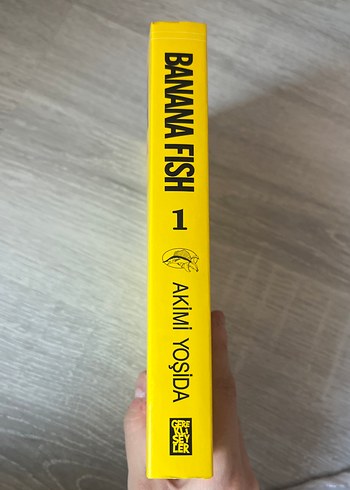 BANANA FISH
1
AKİMİ YOŞİDA
GEREKLİ
ŞEYLER